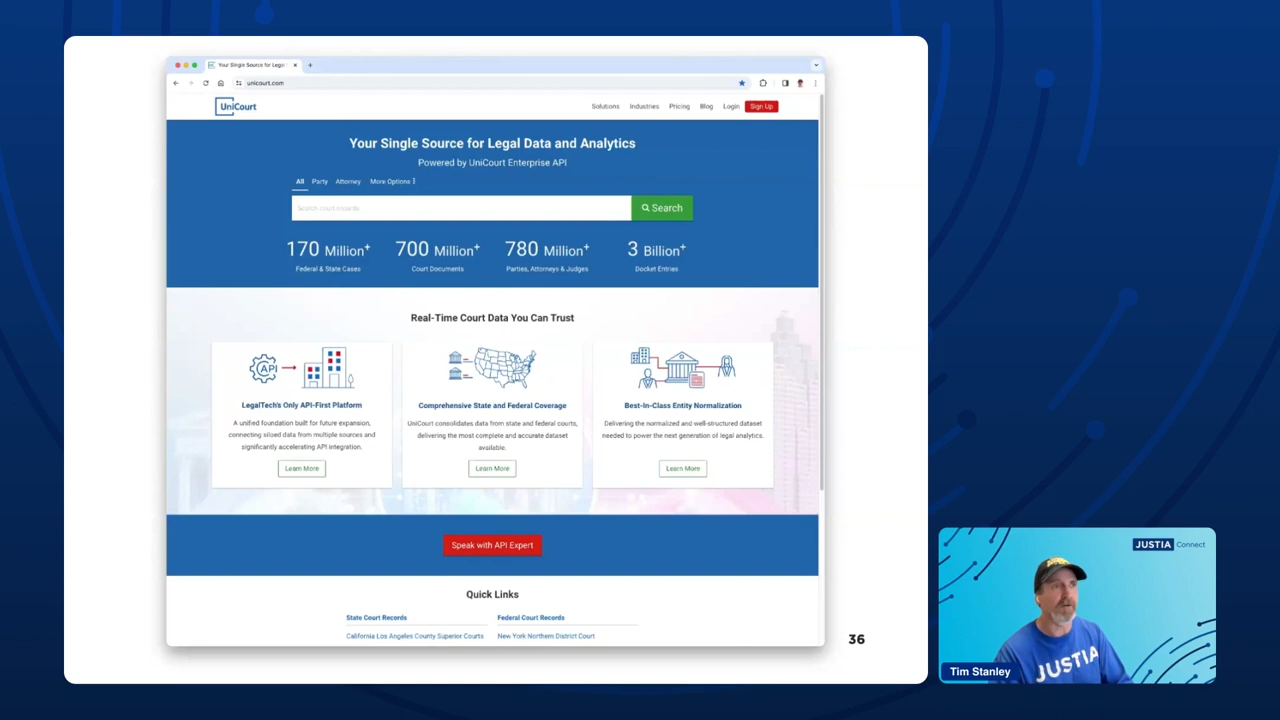 Your Single Source for Legal
unicourt.com
UniCourt
Solutions Industries Pricing Blog Login Sign Up
Your Single Source for Legal Data and Analytics
Powered by UniCourt Enterprise API
All Party Attorney More Options
Search court records
Search
170 Million+ 700 Million+ 780 Million+ 3 Billion+
Federal & State Cases Court Documents Parties, Attorneys & Judges Docket Entries
Real-Time Court Data You Can Trust
API
LegalTech's Only API-First Platform
A unified foundation built for future expansion,
connecting siloed data from multiple sources and
significantly accelerating API integration.
Learn More
Comprehensive State and Federal Coverage
UniCourt consolidates data from state and federal courts,
delivering the most complete and accurate dataset
available.
Learn More
Best-In-Class Entity Normalization
Delivering the normalized and well-structured dataset
needed to power the next generation of legal analytics.
Learn More
Speak with API Expert
Quick Links
State Court Records Federal Court Records
California Los Angeles County Superior Courts New York Northern District Court
36
JUSTIA Connect
JUSTIA
Tim Stanley